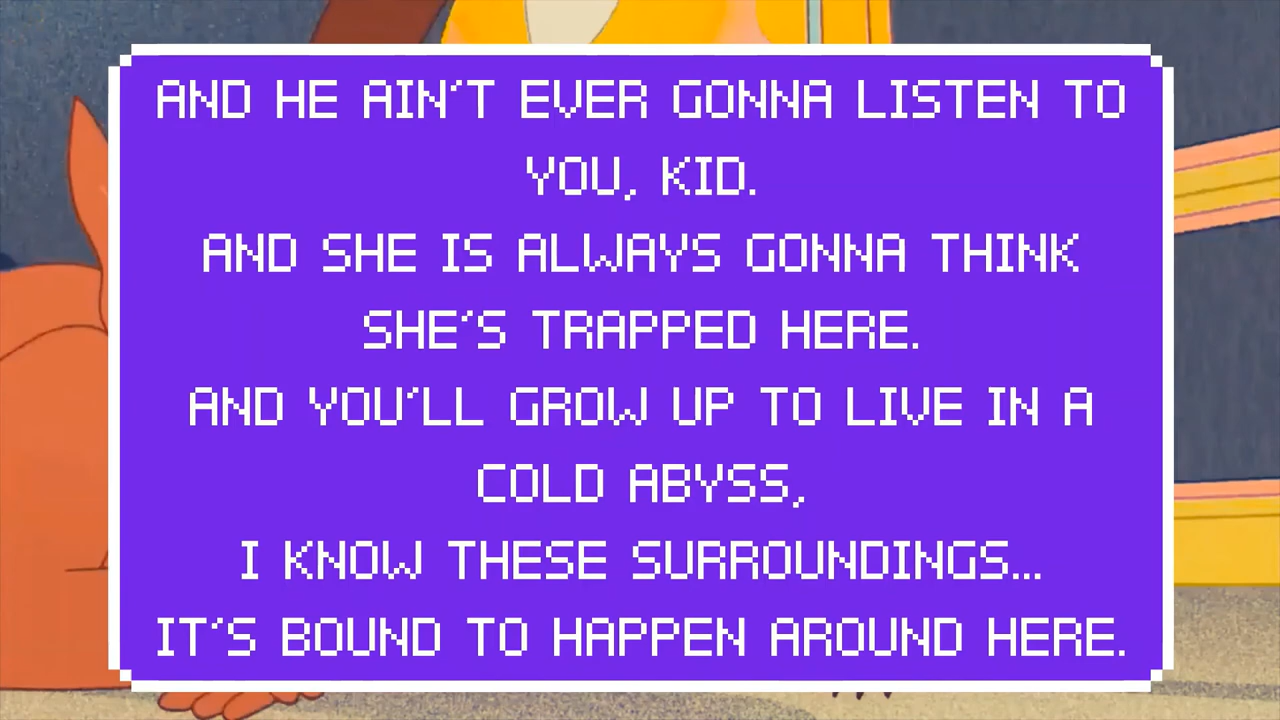 AND HE AIN'T EVER GONNA LISTEN TO
YOU, KID.
AND SHE IS ALWAYS GONNA THINK
SHE'S TRAPPED HERE.
AND YOU'LL GROW UP TO LIVE IN A
COLD ABYSS,
I KNOW THESE SURROUNDINGS...
IT'S BOUND TO HAPPEN AROUND HERE.